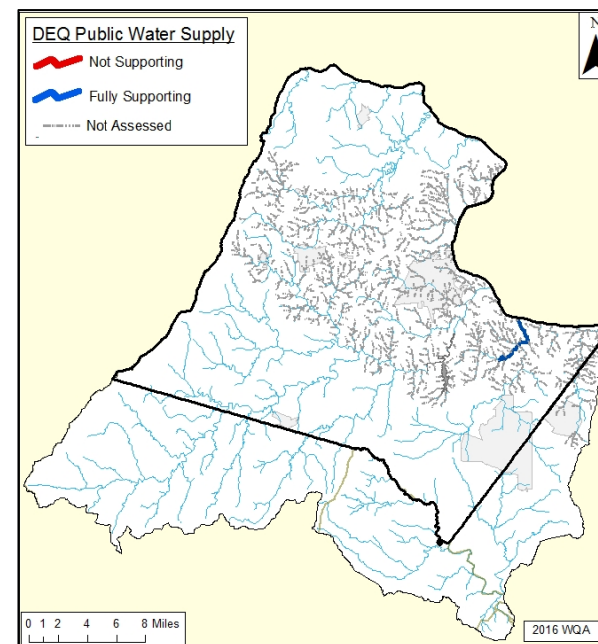 DEQ Public Water Supply
Not Supporting
Fully Supporting
Not Assessed
N
0 1 2 4 6 8 Miles
2016 WQA